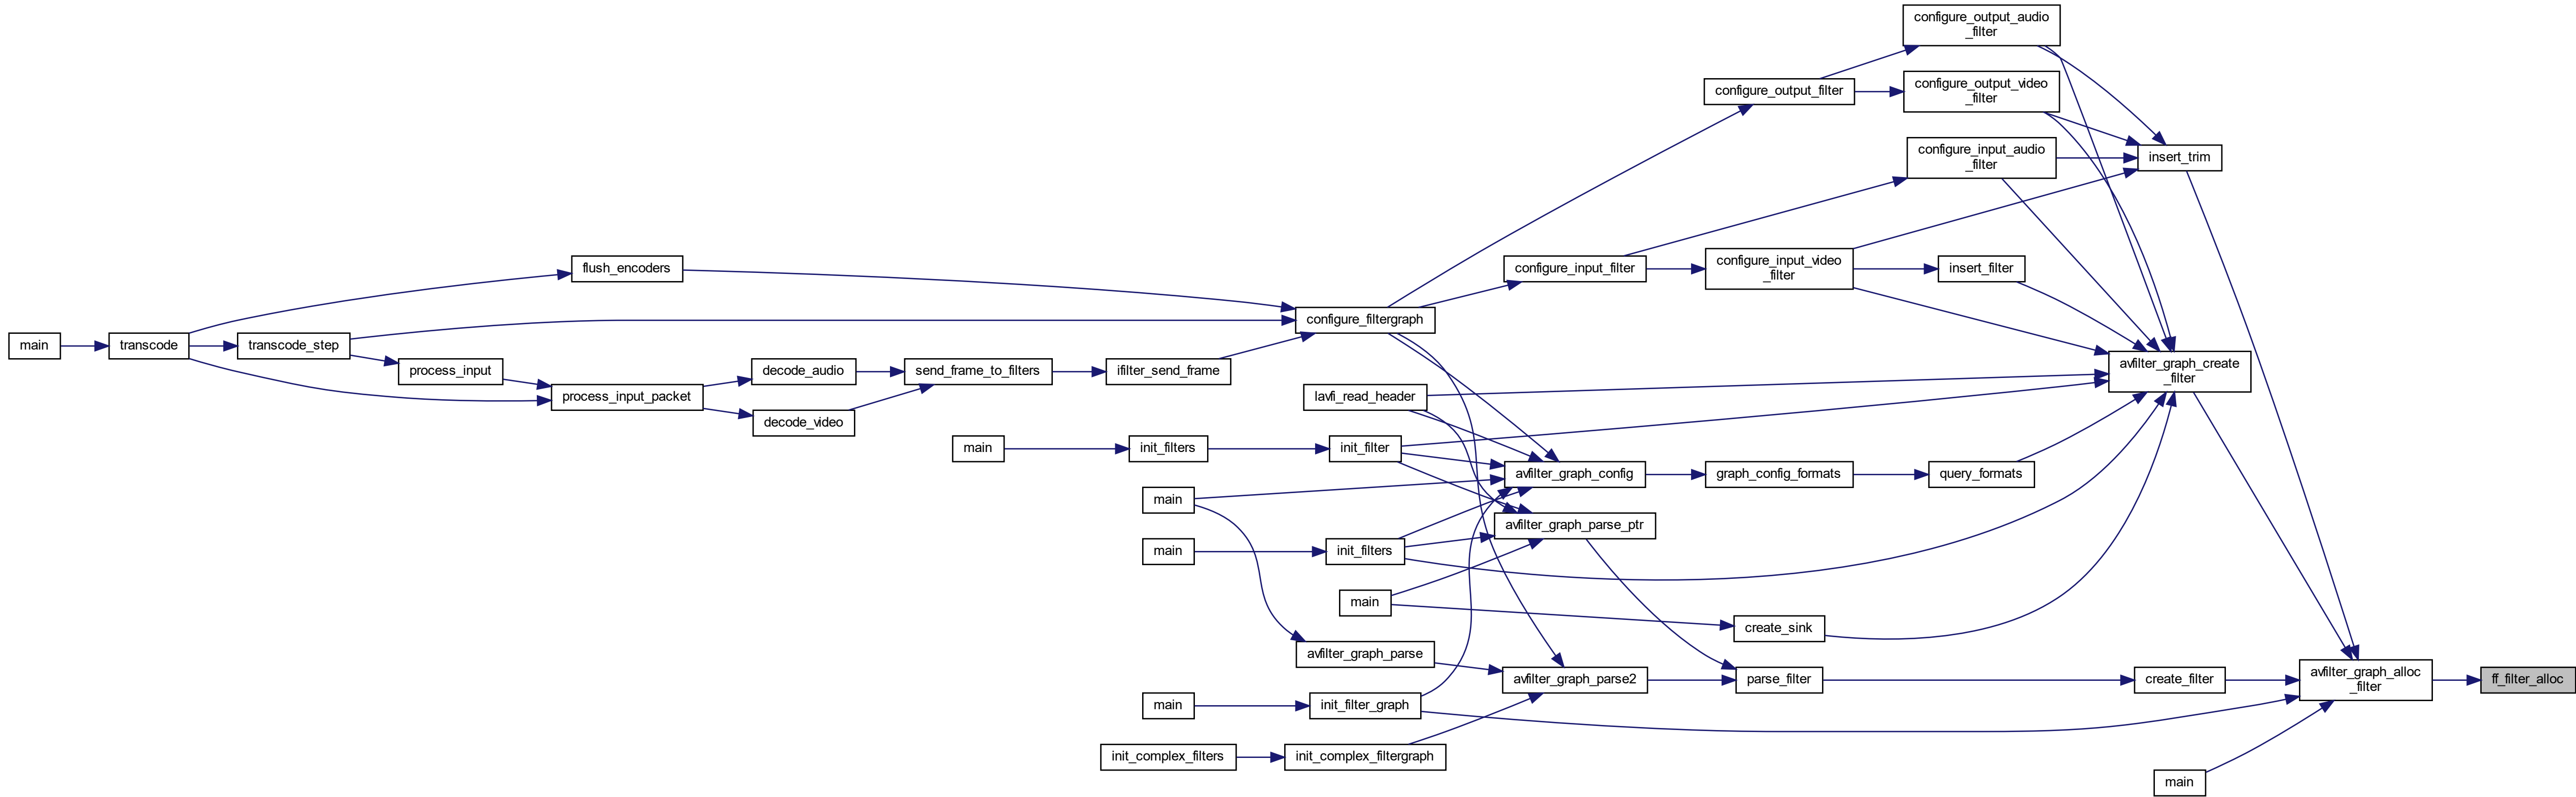 configure_output_audio
_filter
configure_output_filter
configure_output_video
_filter
configure_input_audio
_filter
insert_trim
flush_encoders
configure_input_filter
configure_input_video
_filter
insert_filter
configure_filtergraph
main
transcode
transcode_step
process_input
decode_audio
send_frame_to_filters
ifilter_send_frame
avfilter_graph_create
_filter
process_input_packet
lavfi_read_header
decode_video
main
init_filters
init_filter
avfilter_graph_config
graph_config_formats
query_formats
main
avfilter_graph_parse_ptr
main
init_filters
main
create_sink
avfilter_graph_parse
avfilter_graph_parse2
parse_filter
create_filter
avfilter_graph_alloc
_filter
ff_filter_alloc
main
init_filter_graph
init_complex_filters
init_complex_filtergraph
main